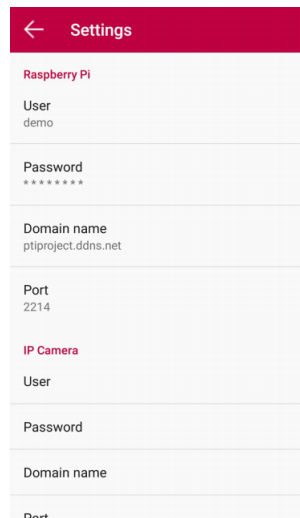 Settings
Raspberry Pi
User
demo
Password
********
Domain name
ptiproject.ddns.net
Port
2214
IP Camera
User
Password
Domain name
Port